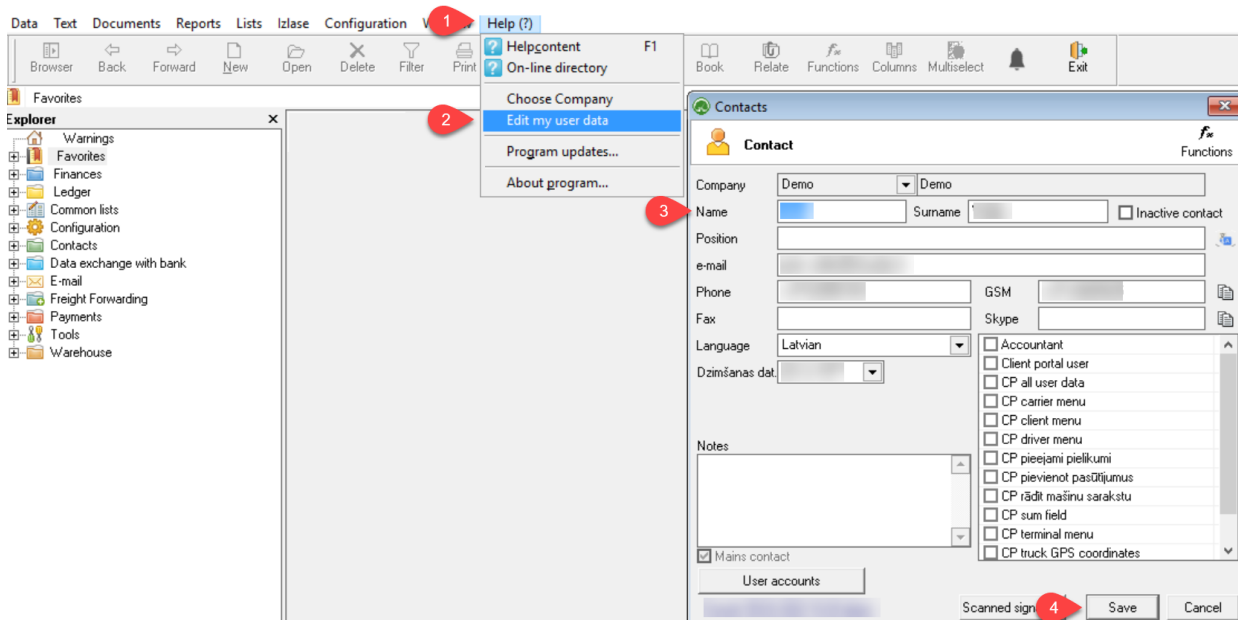 Data Text Documents Reports Lists Izlase Configuration 1 Help (?)
Browser Back Forward New Open Delete Filter Print
Helpcontent F1
On-line directory
Choose Company
2 Edit my user data
Program updates...
About program...
Book Relate Functions Columns Multiselect Exit
Favorites
Explorer
Warnings
Favorites
Finances
Ledger
Common lists
Configuration
Contacts
Data exchange with bank
E-mail
Freight Forwarding
Payments
Tools
Warehouse
Contacts
Contact
Functions
Company Demo Demo
3 Name Surname Inactive contact
Position
e-mail
Phone GSM
Fax Skype
Language Latvian
Dzimšanas dat.
Accountant
Client portal user
CP all user data
CP carrier menu
CP client menu
CP driver menu
CP pieejami pielikumi
CP pievienot pasūtījumus
CP rādīt mašīnu sarakstu
CP sum field
CP terminal menu
CP truck GPS coordinates
Notes
Mains contact
User accounts
Scanned sign 4 Save Cancel